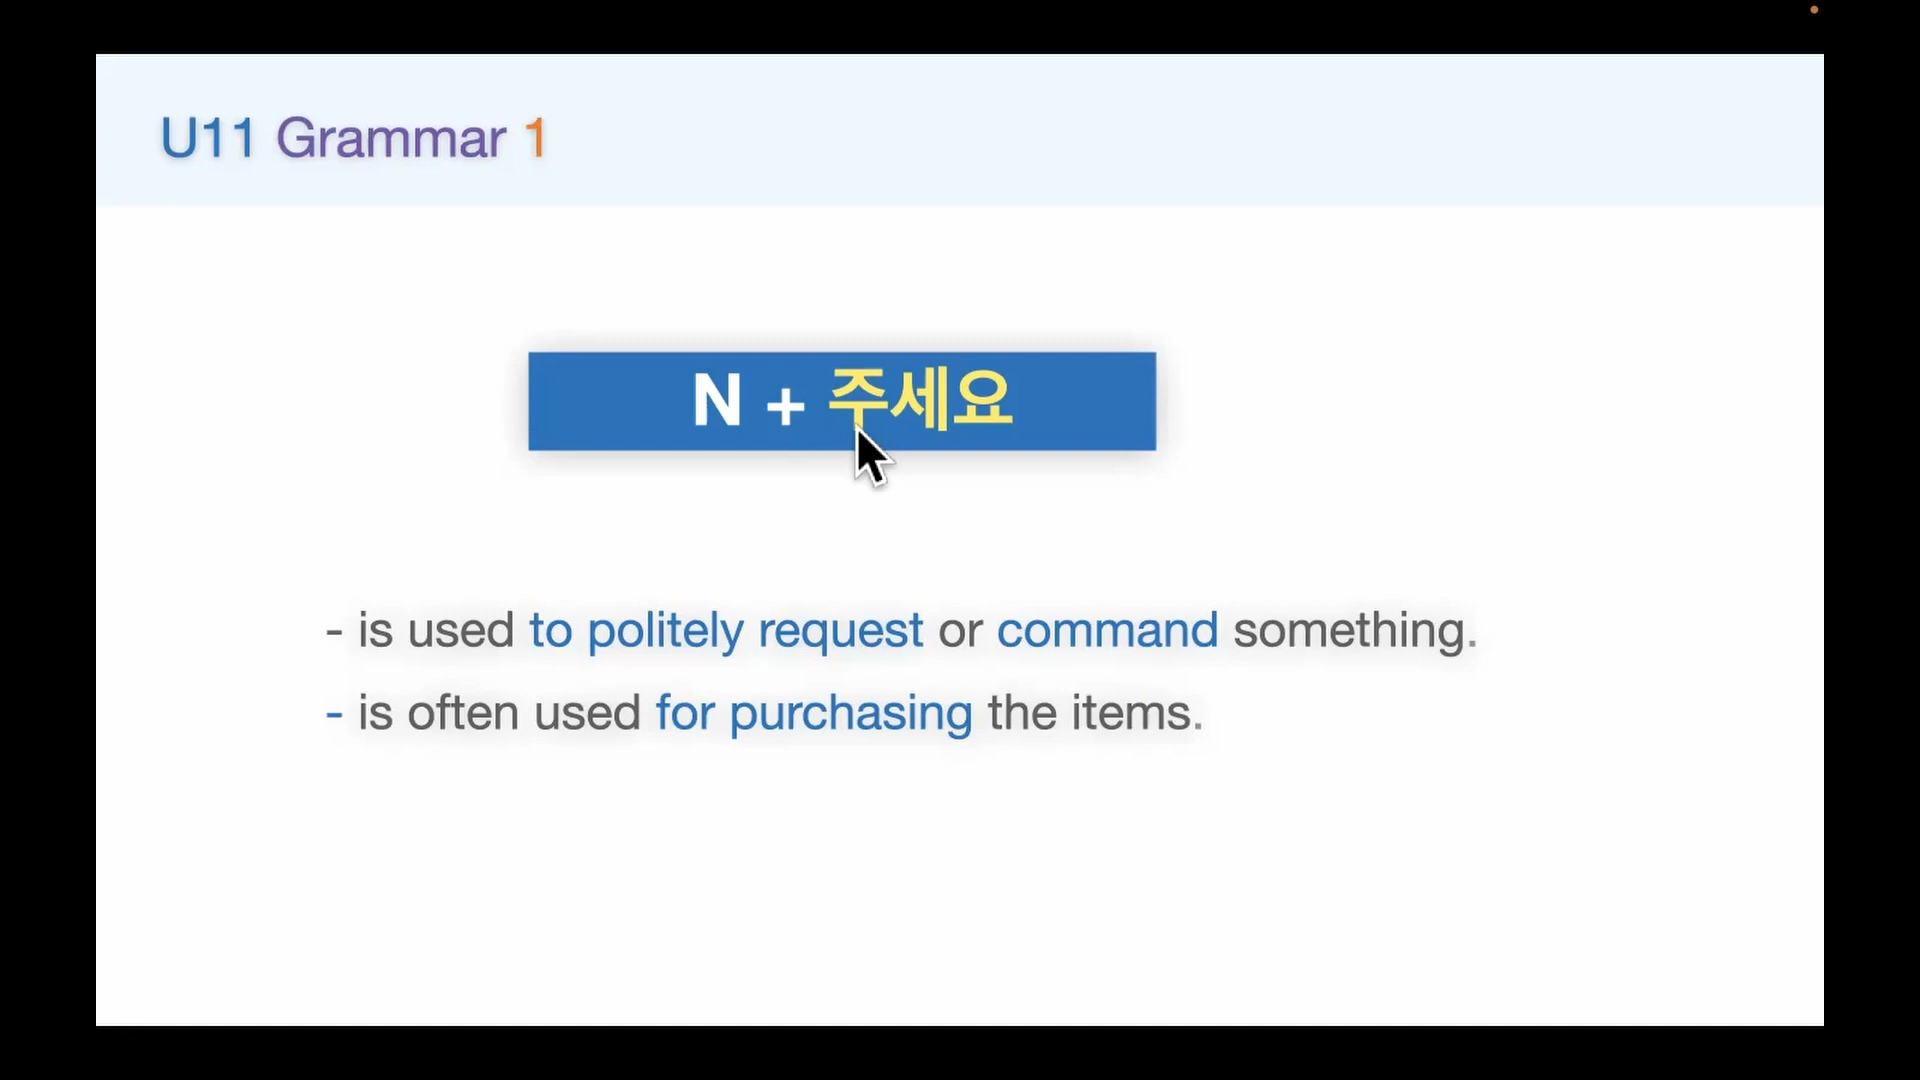 U11 Grammar 1
N + 주세요
- is used to politely request or command something.
- is often used for purchasing the items.